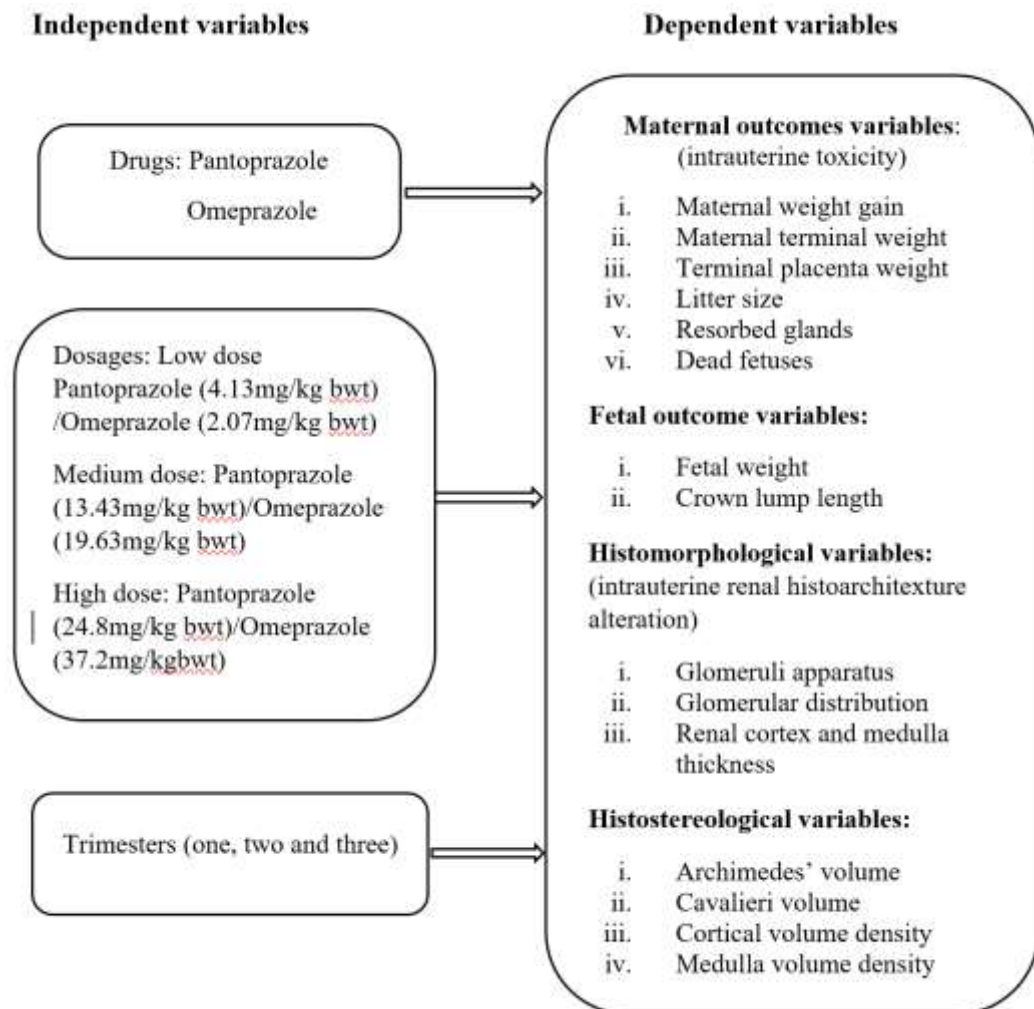 Independent variables
Drugs: Pantoprazole
Omeprazole
Dosages: Low dose
Pantoprazole (4.13mg/kg bwt)
/Omeprazole (2.07mg/kg bwt)
Medium dose: Pantoprazole
(13.43mg/kg bwt)/Omeprazole
(19.63mg/kg bwt)
High dose: Pantoprazole
(24.8mg/kg bwt)/Omeprazole
(37.2mg/kgbwt)
Trimesters (one, two and three)
Dependent variables
Maternal outcomes variables:
(intrauterine toxicity)
i. Maternal weight gain
ii. Maternal terminal weight
iii. Terminal placenta weight
iv. Litter size
v. Resorbed glands
vi. Dead fetuses
Fetal outcome variables:
i. Fetal weight
ii. Crown lump length
Histomorphological variables:
(intrauterine renal histoarchitexture
alteration)
i. Glomeruli apparatus
ii. Glomerular distribution
iii. Renal cortex and medulla
thickness
Histostereological variables:
i. Archimedes’ volume
ii. Cavalieri volume
iii. Cortical volume density
iv. Medulla volume density